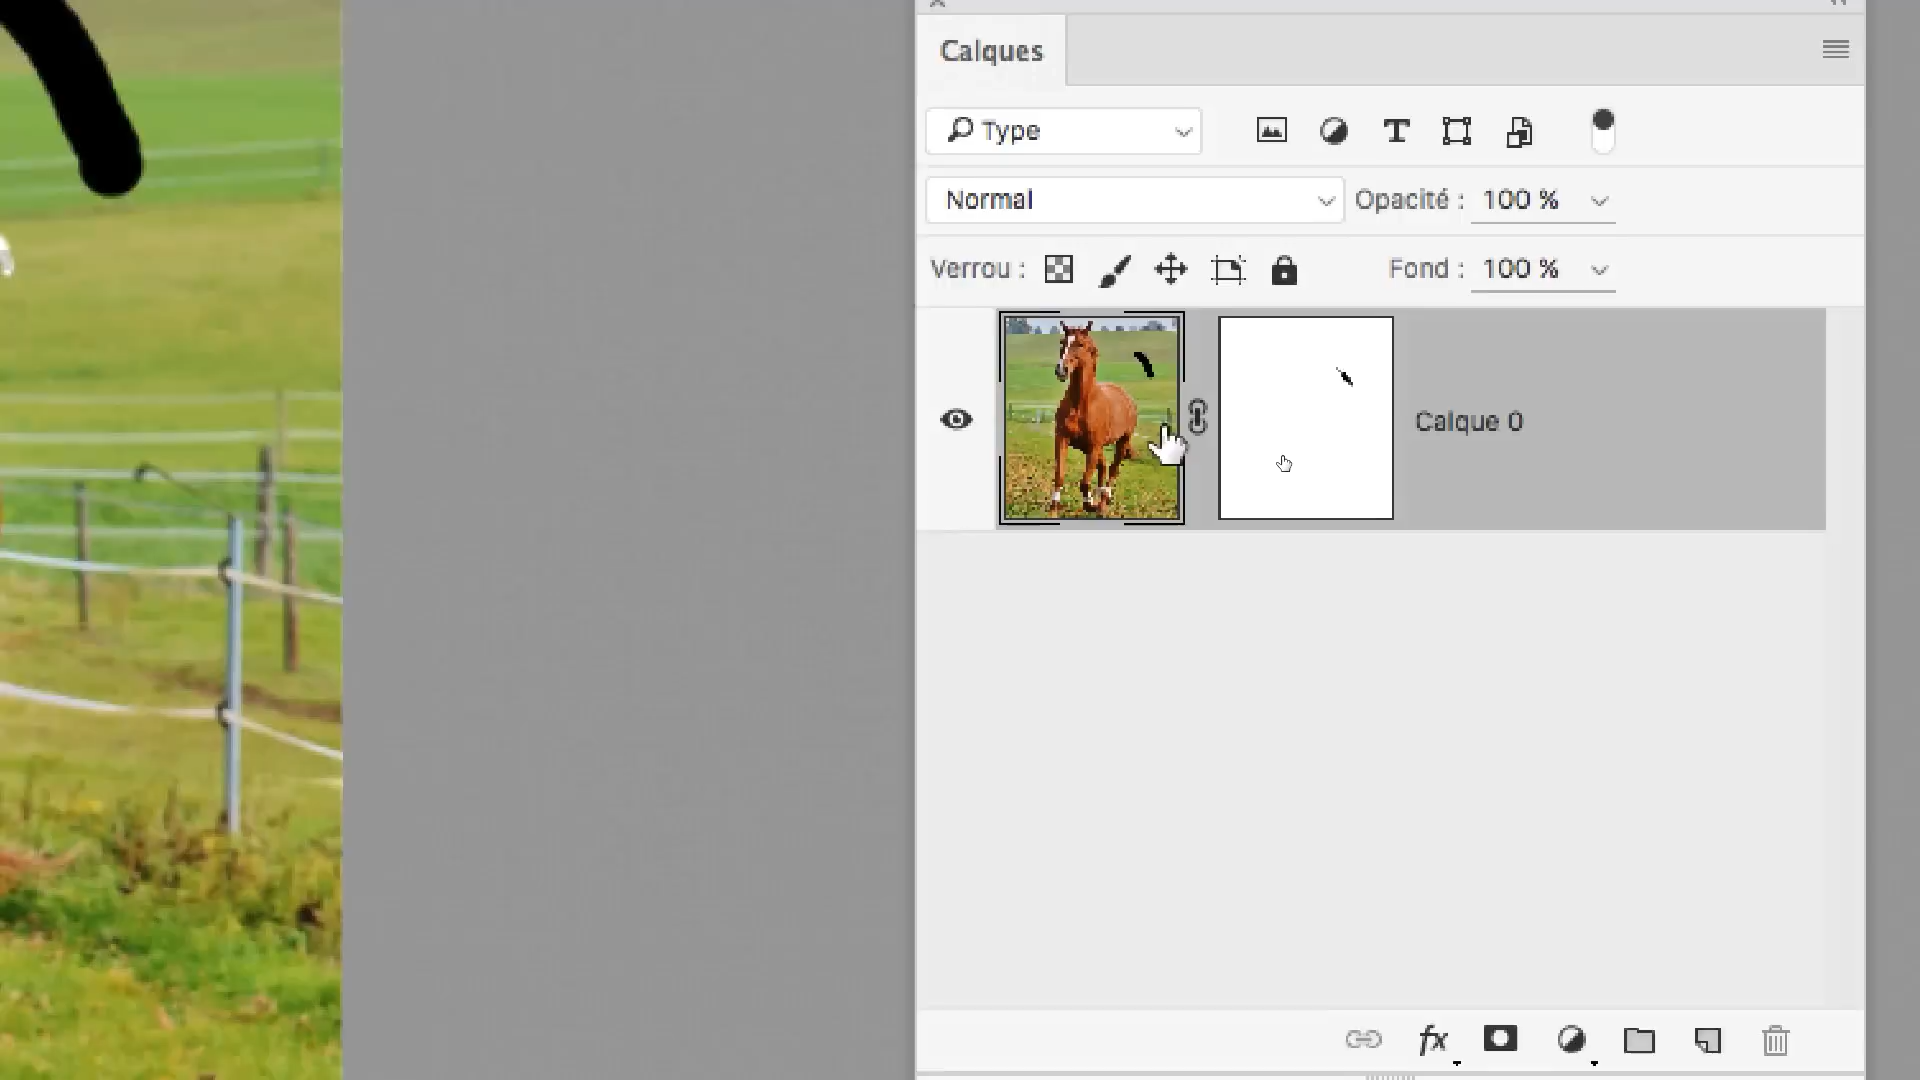 Calques
Type
T
Normal
Opacité : 100 %
Verrou :
Fond : 100 %
Calque 0
fx